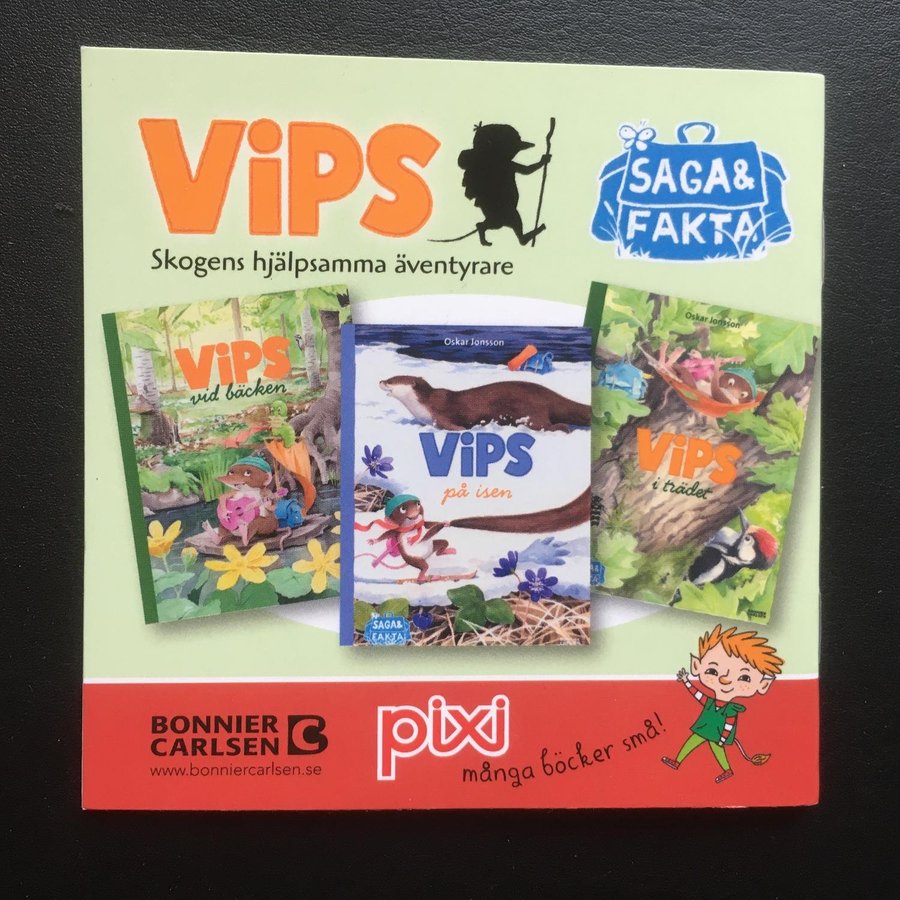 ViPS
Skogens hjälpsamma äventyrare
SAGA&
FAKTA
ViPS
vid bäcken
Oskar Jonsson
ViPS
på isen
SAGA&
FAKTA
Oskar Jonsson
ViPS
i trädet
BONNIER
CARLSEN
www.bonniercarlsen.se
pixi
många böcker små!